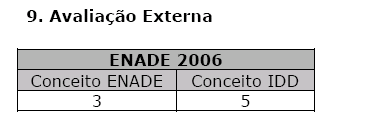 9. Avaliação Externa
ENADE 2006
Conceito ENADE Conceito IDD
3 5